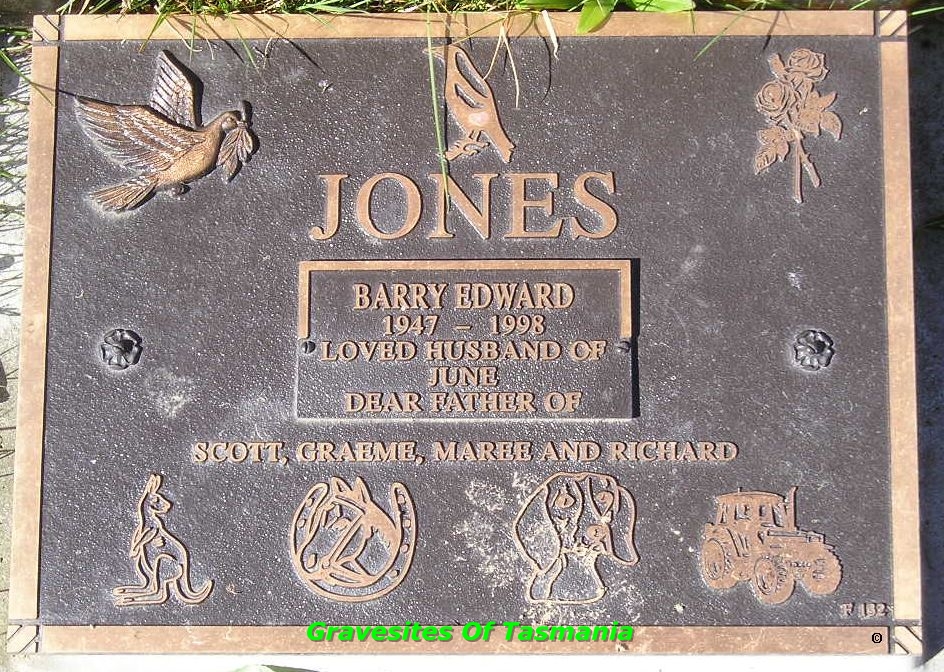 JONES
BARRY EDWARD
1947 – 1998
LOVED HUSBAND OF
JUNE
DEAR FATHER OF
SCOTT, GRAEME, MAREE AND RICHARD
F 132
Gravesites Of Tasmania
©